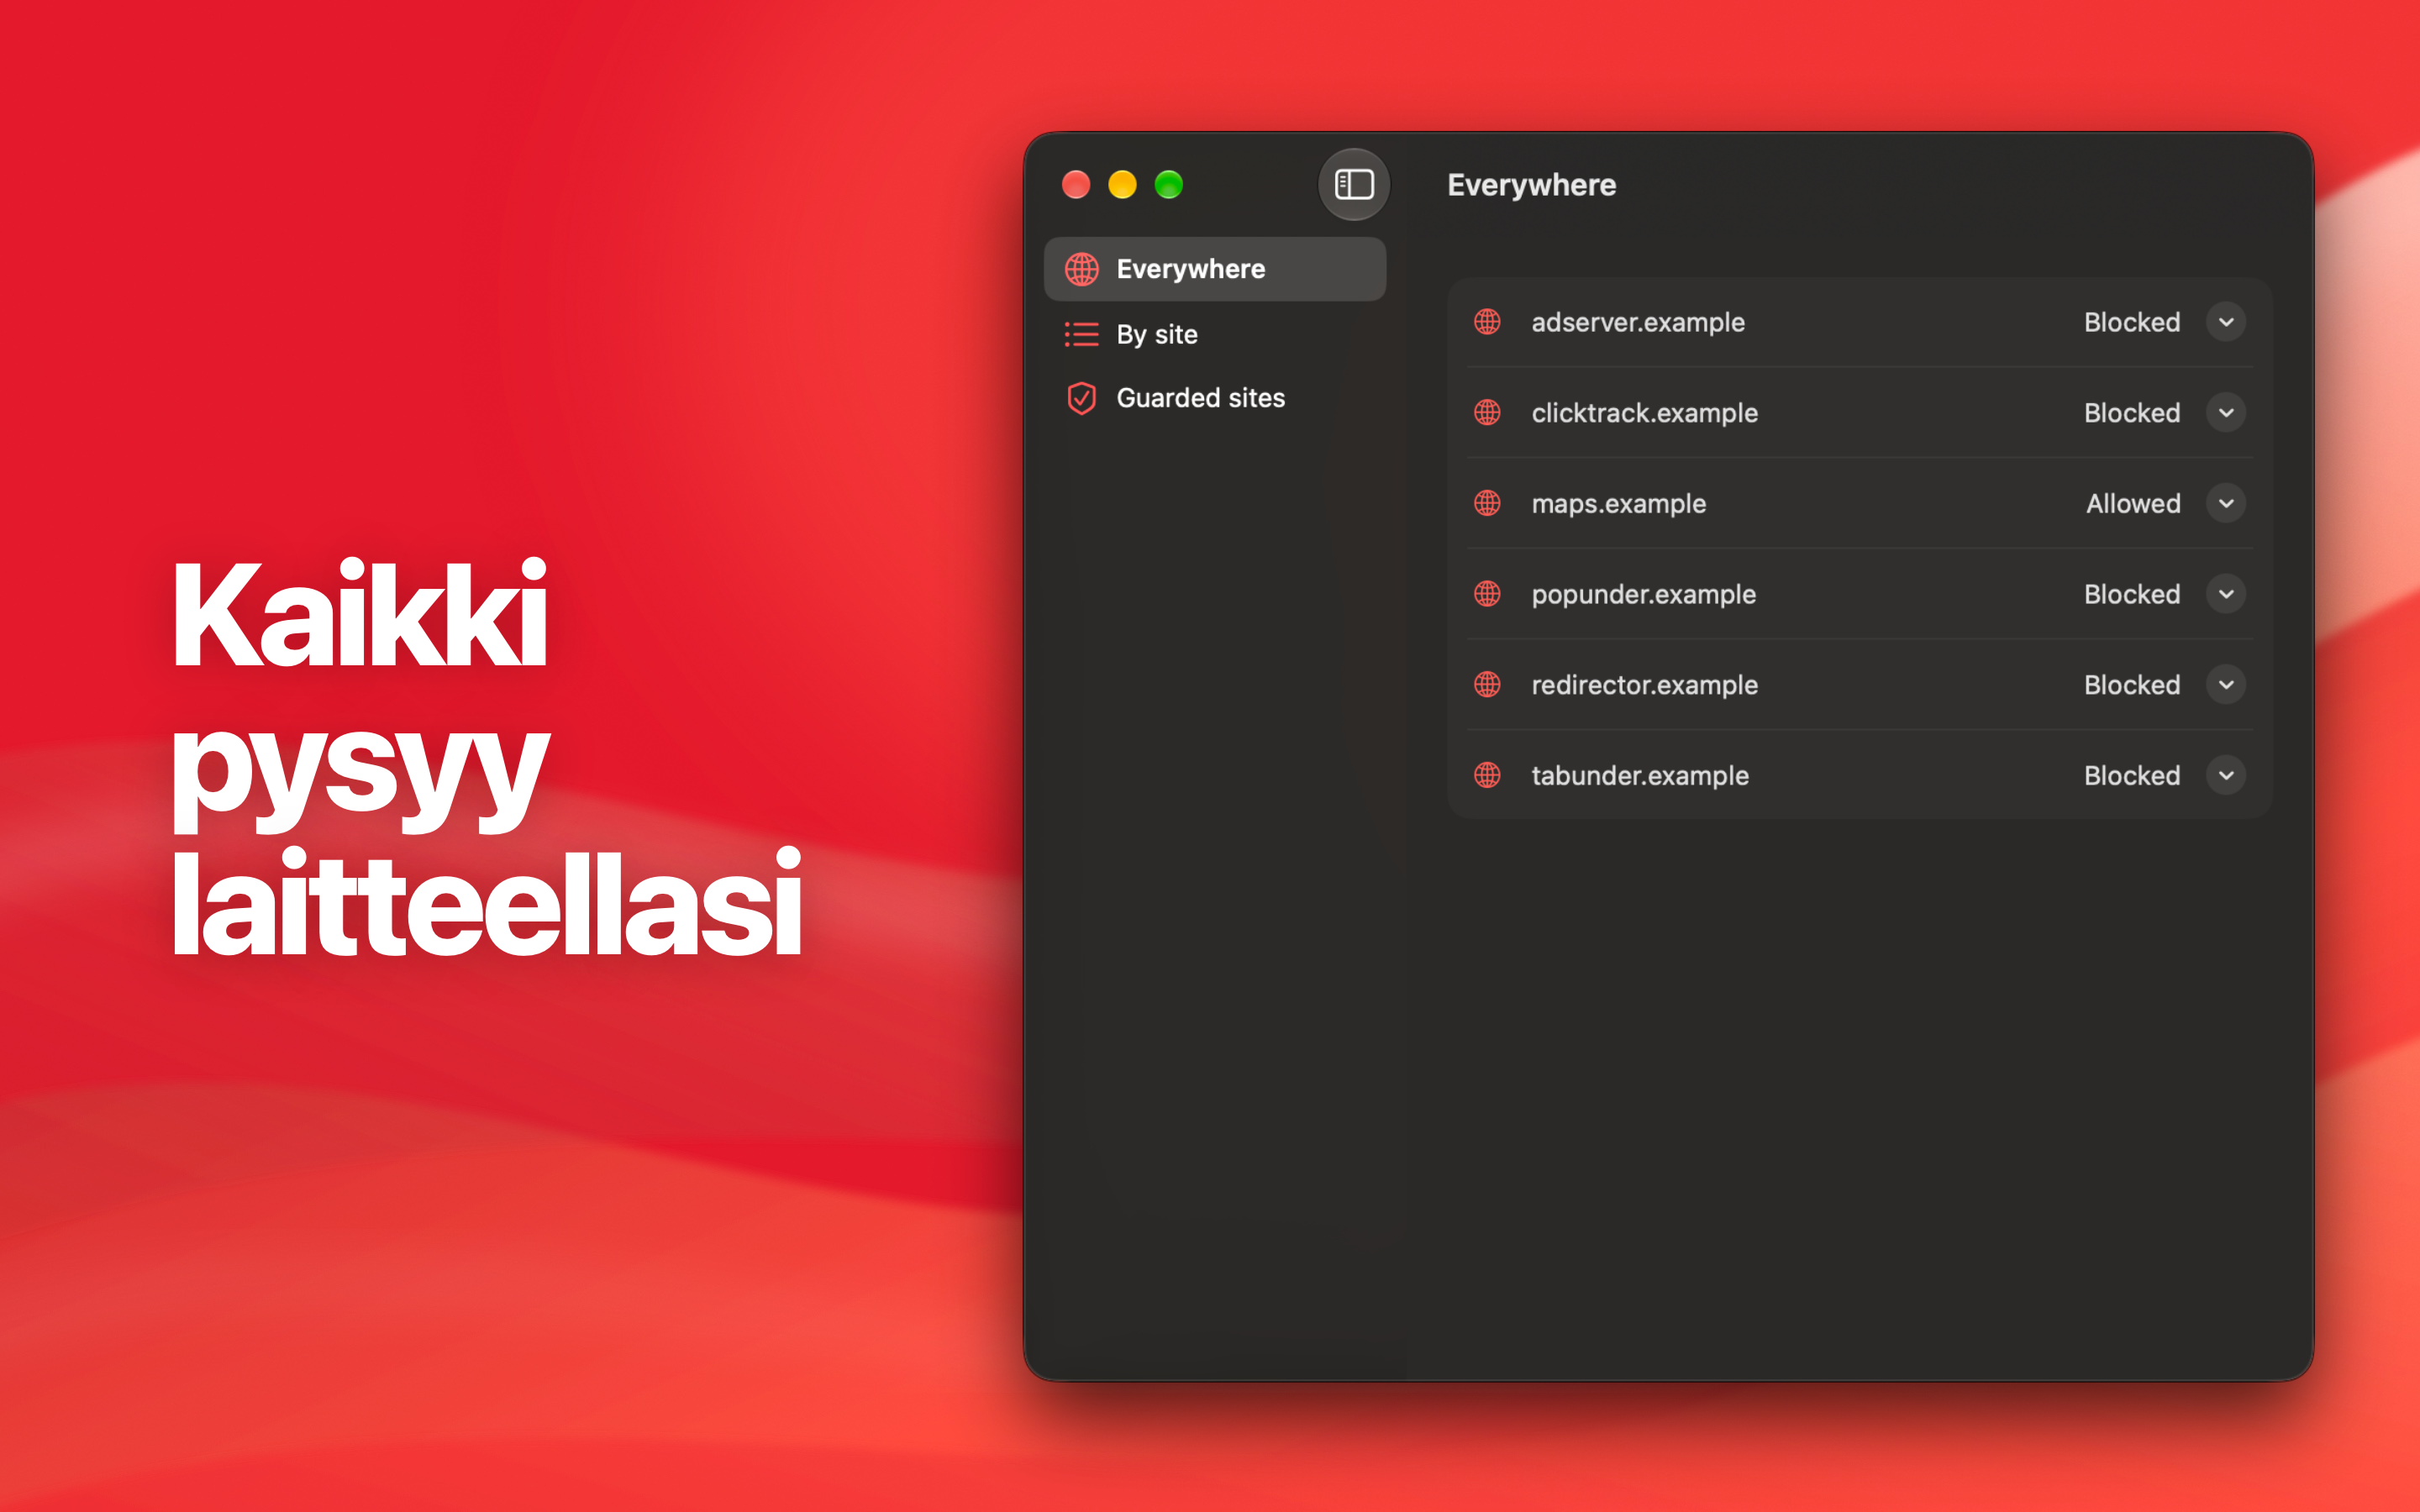 Kaikki
pysyy
laitteellasi
Everywhere
By site
Guarded sites
Everywhere
adserver.example Blocked
clicktrack.example Blocked
maps.example Allowed
popunder.example Blocked
redirector.example Blocked
tabunder.example Blocked